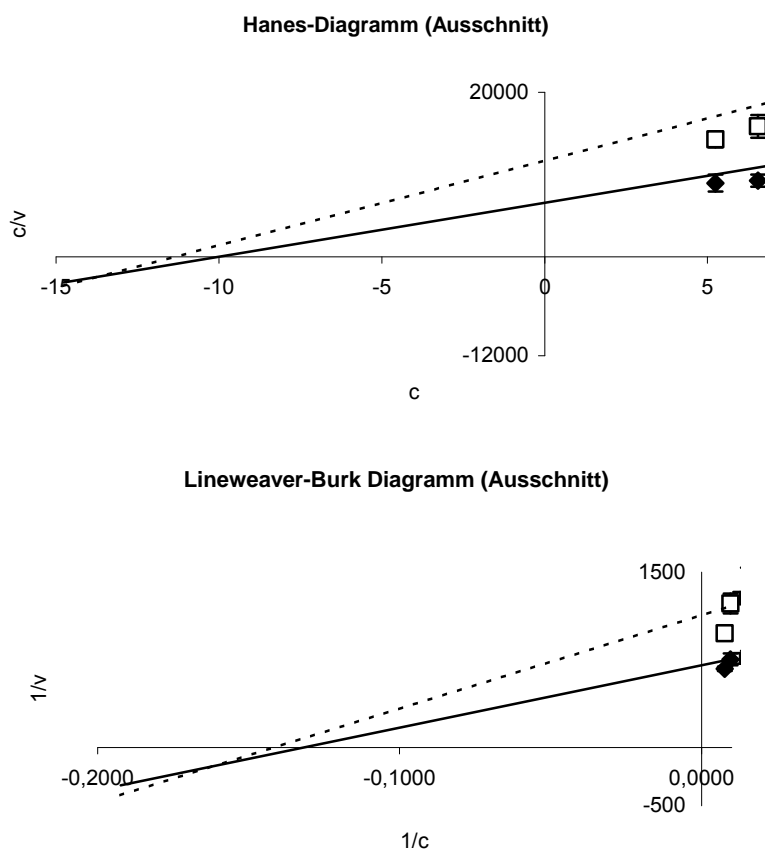 Hanes-Diagramm (Ausschnitt)
20000
c/v
-15 -10 -5 0 5
-12000
c
Lineweaver-Burk Diagramm (Ausschnitt)
1500
1/v
-0,2000 -0,1000 0,0000
-500
1/c